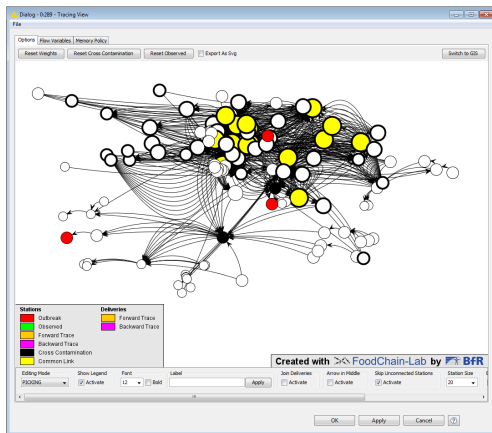 Dialog - 0:289 - Tracing View
File
Options Flow Variables Memory Policy
Reset Weights Reset Cross Contamination Reset Observed Export As Svg Switch to GIS
Stations Deliveries
Outbreak Forward Trace
Observed Backward Trace
Forward Trace
Backward Trace
Cross Contamination
Common Link
Created with FoodChain-Lab by BfR
Editing Mode Show Legend Font Label Join Deliveries Arrow in Middle Skip Unconnected Stations Station Size
PICKING Activate 12 Bold Apply Activate Activate Activate 20
OK Apply Cancel ?